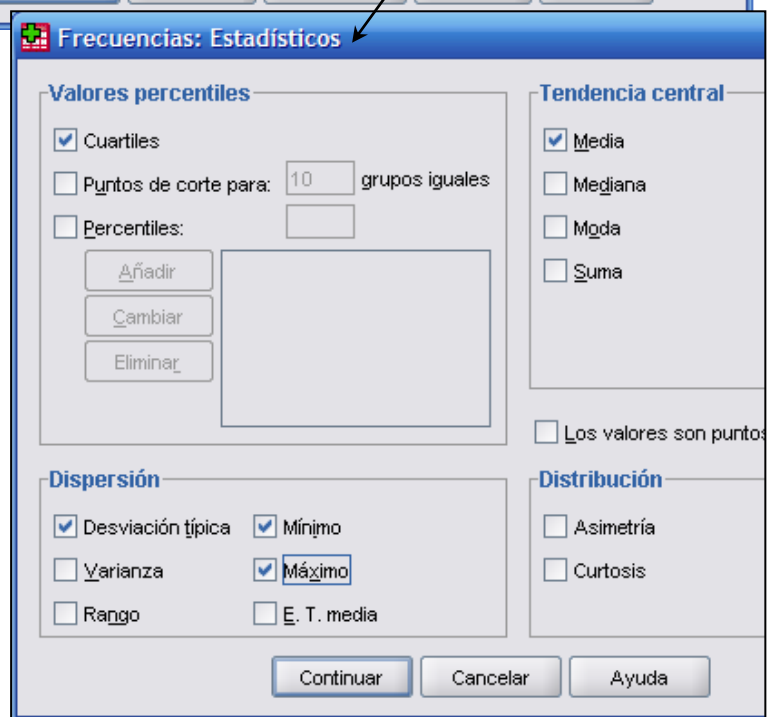 Frecuencias: Estadísticos
Valores percentiles
Cuartiles
Puntos de corte para: 10 grupos iguales
Percentiles:
Añadir
Cambiar
Eliminar
Tendencia central
Media
Mediana
Moda
Suma
Los valores son puntos
Dispersión
Desviación típica
Mínimo
Varianza
Máximo
Rango
E. T. media
Distribución
Asimetría
Curtosis
Continuar
Cancelar
Ayuda